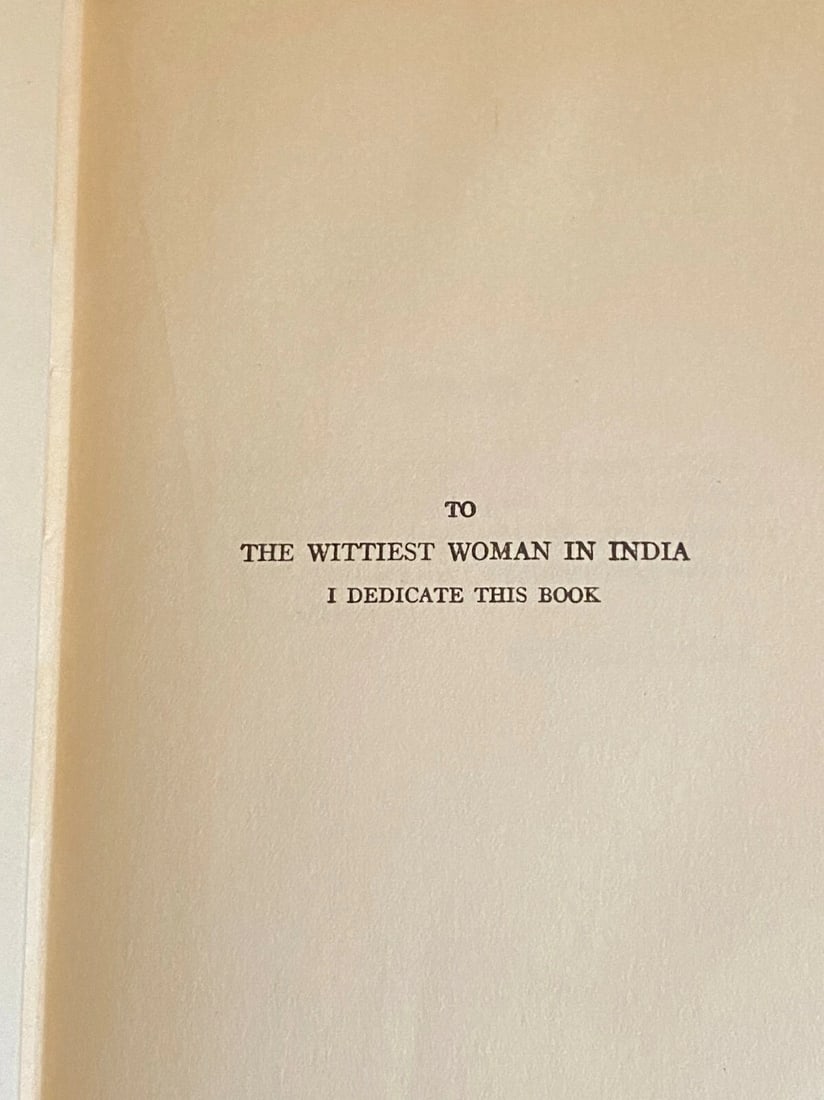 TO
THE WITTIEST WOMAN IN INDIA
I DEDICATE THIS BOOK